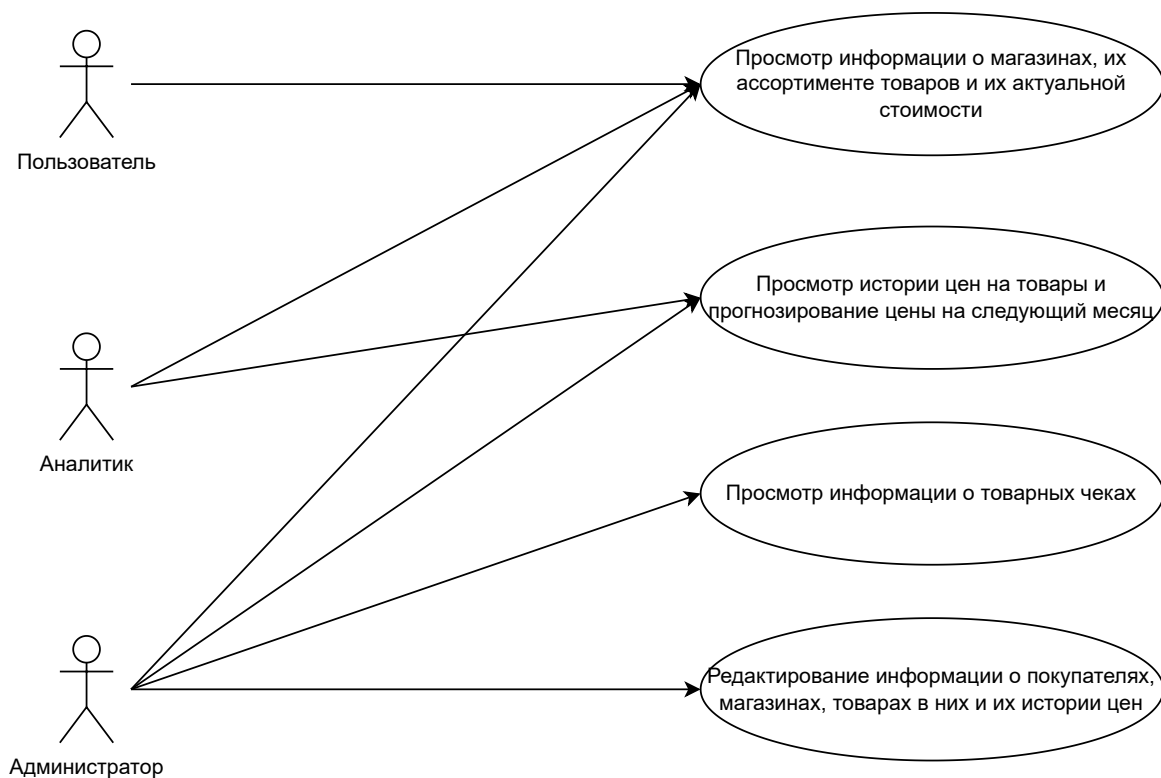 Просмотр информации о магазинах, их
ассортименте товаров и их актуальной
стоимости
Пользователь
Просмотр истории цен на товары и
прогнозирование цены на следующий месяц
Аналитик
Просмотр информации о товарных чеках
Редактирование информации о покупателях,
магазинах, товарах в них и их истории цен
Администратор